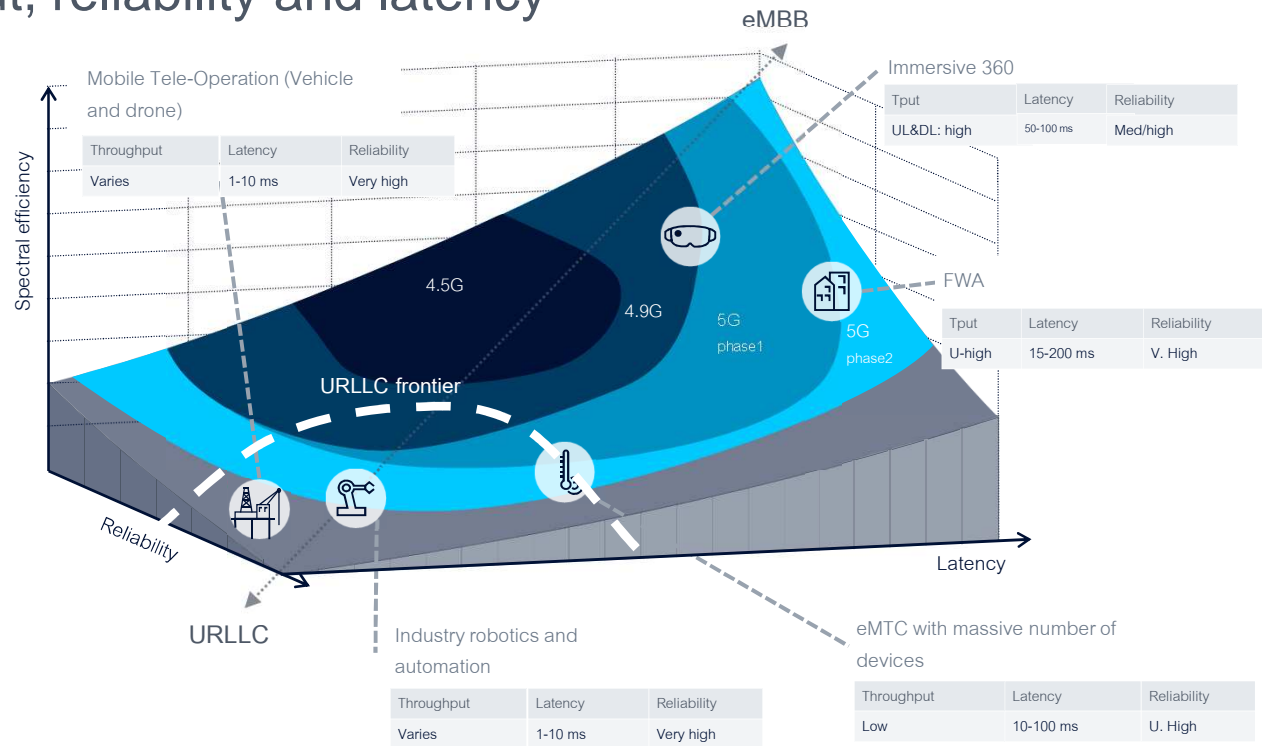 t, reliability and latency
eMBB
Mobile Tele-Operation (Vehicle
and drone)
Throughput Latency Reliability
Varies 1-10 ms Very high
Immersive 360
Tput Latency Reliability
UL&DL: high 50-100 ms Med/high
Spectral efficiency
4.5G
4.9G
5G
phase1
5G
phase2
FWA
Tput Latency Reliability
U-high 15-200 ms V. High
URLLC frontier
Reliability
Latency
URLLC
Industry robotics and
automation
Throughput Latency Reliability
Varies 1-10 ms Very high
eMTC with massive number of
devices
Throughput Latency Reliability
Low 10-100 ms U. High